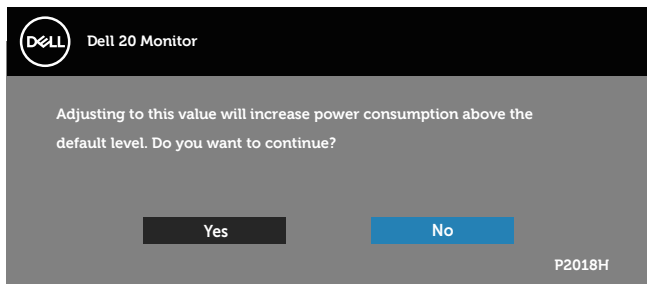 DELL
Dell 20 Monitor
Adjusting to this value will increase power consumption above the
default level. Do you want to continue?
Yes
No
P2018H